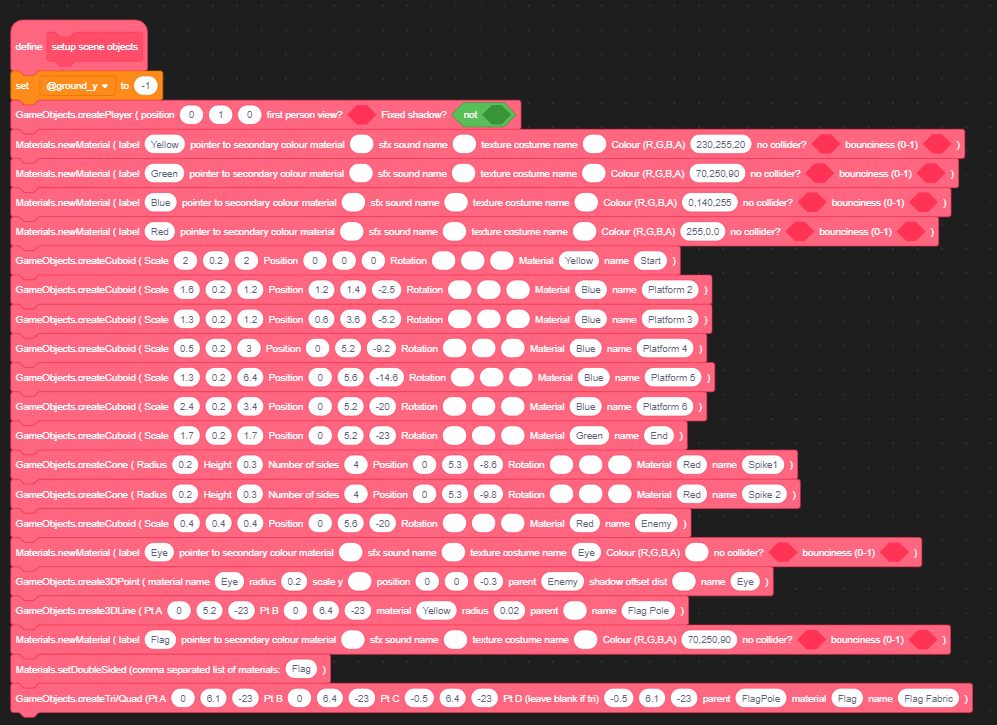 define setup scene objects
set @ground_y to -1
GameObjects.createPlayer ( position 0 1 0 first person view? Fixed shadow? not
Materials.newMaterial ( label Yellow pointer to secondary colour material sfx sound name texture costume name Colour (R,G,B,A) 230,255,20 no collider? bounciness (0-1) )
Materials.newMaterial ( label Green pointer to secondary colour material sfx sound name texture costume name Colour (R,G,B,A) 70,250,90 no collider? bounciness (0-1) )
Materials.newMaterial ( label Blue pointer to secondary colour material sfx sound name texture costume name Colour (R,G,B,A) 0,140,255 no collider? bounciness (0-1) )
Materials.newMaterial ( label Red pointer to secondary colour material sfx sound name texture costume name Colour (R,G,B,A) 255,0,0 no collider? bounciness (0-1) )
GameObjects.createCuboid ( Scale 2 0.2 2 Position 0 0 0 Rotation Material Yellow name Start )
GameObjects.createCuboid ( Scale 1.6 0.2 1.2 Position 1.2 1.4 -2.5 Rotation Material Blue name Platform 2 )
GameObjects.createCuboid ( Scale 1.3 0.2 1.2 Position 0.6 3.6 -5.2 Rotation Material Blue name Platform 3 )
GameObjects.createCuboid ( Scale 0.5 0.2 3 Position 0 5.2 -9.2 Rotation Material Blue name Platform 4 )
GameObjects.createCuboid ( Scale 1.3 0.2 6.4 Position 0 5.6 -14.6 Rotation Material Blue name Platform 5 )
GameObjects.createCuboid ( Scale 2.4 0.2 3.4 Position 0 5.2 -20 Rotation Material Blue name Platform 6 )
GameObjects.createCuboid ( Scale 1.7 0.2 1.7 Position 0 5.2 -23 Rotation Material Green name End )
GameObjects.createCone ( Radius 0.2 Height 0.3 Number of sides 4 Position 0 5.3 -8.6 Rotation Material Red name Spike1 )
GameObjects.createCone ( Radius 0.2 Height 0.3 Number of sides 4 Position 0 5.3 -9.8 Rotation Material Red name Spike 2 )
GameObjects.createCuboid ( Scale 0.4 0.4 0.4 Position 0 5.6 -20 Rotation Material Red name Enemy )
Materials.newMaterial ( label Eye pointer to secondary colour material sfx sound name texture costume name Eye Colour (R,G,B,A) no collider? bounciness (0-1) )
GameObjects.create3DPoint ( material name Eye radius 0.2 scale y position 0 0 -0.3 parent Enemy shadow offset dist name Eye )
GameObjects.create3DLine ( Pt A 0 5.2 -23 Pt B 0 6.4 -23 material Yellow radius 0.02 parent name Flag Pole )
Materials.newMaterial ( label Flag pointer to secondary colour material sfx sound name texture costume name Colour (R,G,B,A) 70,250,90 no collider? bounciness (0-1) )
Materials.setDoubleSided (comma separated list of materials: Flag )
GameObjects.createTri/Quad (Pt A 0 6.1 -23 Pt B 0 6.4 -23 Pt C -0.5 6.4 -23 Pt D (leave blank if tri) -0.5 6.1 -23 parent FlagPole material Flag name Flag Fabric )